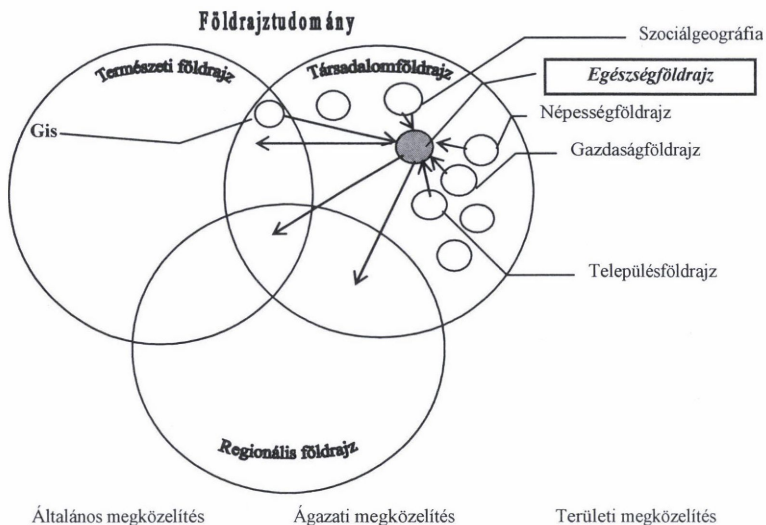 Földrajztudomány
Szociálgeográfia
Természeti földrajz
Társadalomföldrajz
Egészségföldrajz
Népességföldrajz
Gis
Gazdaságföldrajz
Településföldrajz
Regionális földrajz
Általános megközelítés
Ágazati megközelítés
Területi megközelítés